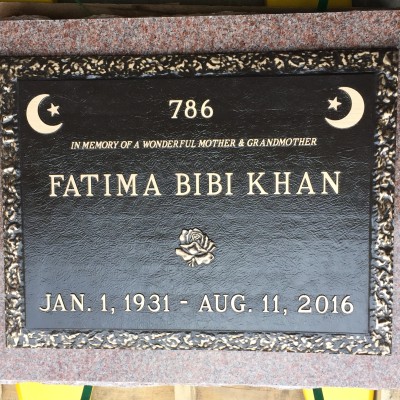 786
IN MEMORY OF A WONDERFUL MOTHER & GRANDMOTHER
FATIMA BIBI KHAN
JAN. 1, 1931 - AUG. 11, 2016